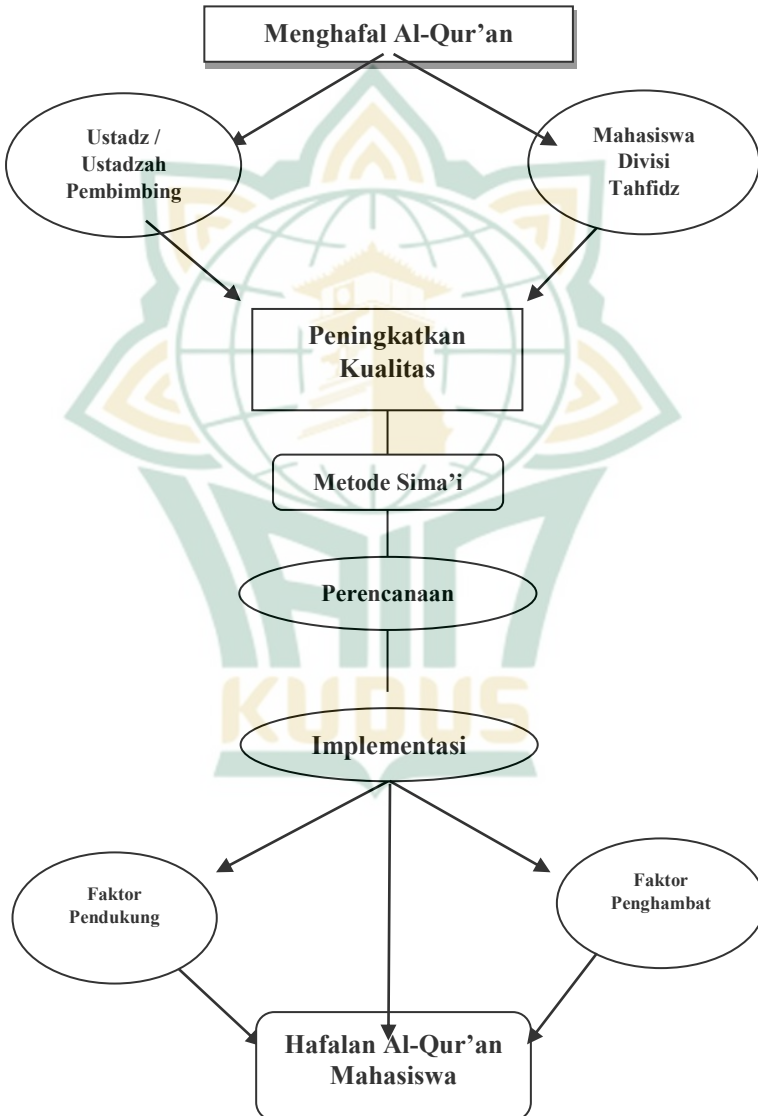 Menghafal Al-Qur’an
Ustadz /
Ustadzah
Pembimbing
Mahasiswa
Divisi
Tahfidz
Peningkatkan
Kualitas
Metode Sima’i
Perencanaan
IAIN
KUDUS
Implementasi
Faktor
Pendukung
Faktor
Penghambat
Hafalan Al-Qur’an
Mahasiswa